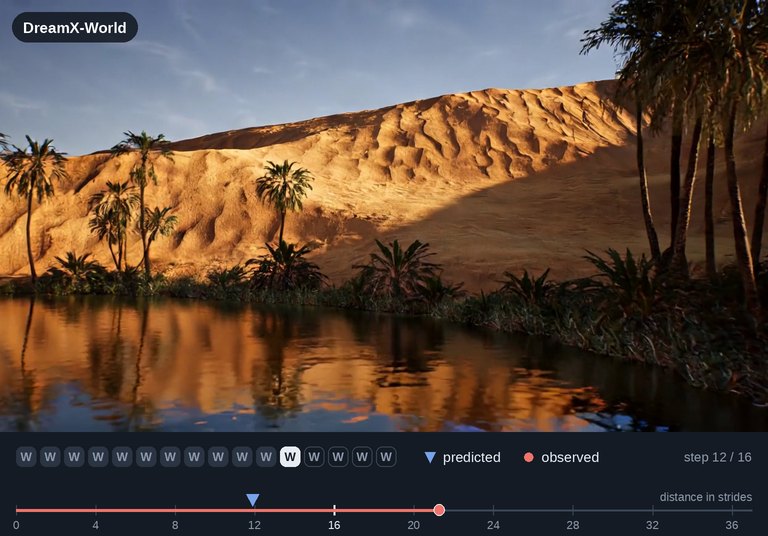 DreamX-World
W W W W W W W W W W W W W W W W
predicted observed step 12 / 16
distance in strides
0 4 8 12 16 20 24 28 32 36